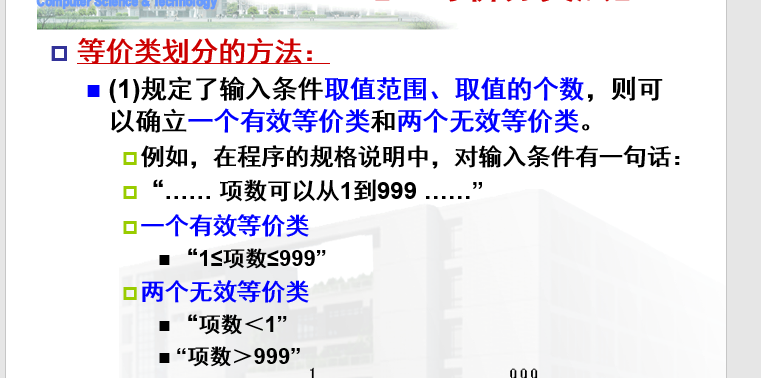 Computer Science & Technology
等价类划分的方法：
(1)规定了输入条件取值范围、取值的个数，则可
以确立一个有效等价类和两个无效等价类。
例如，在程序的规格说明中，对输入条件有一句话：
“…… 项数可以从1到999 ……”
一个有效等价类
“1≤项数≤999”
两个无效等价类
“项数＜1”
“项数＞999”
1 999